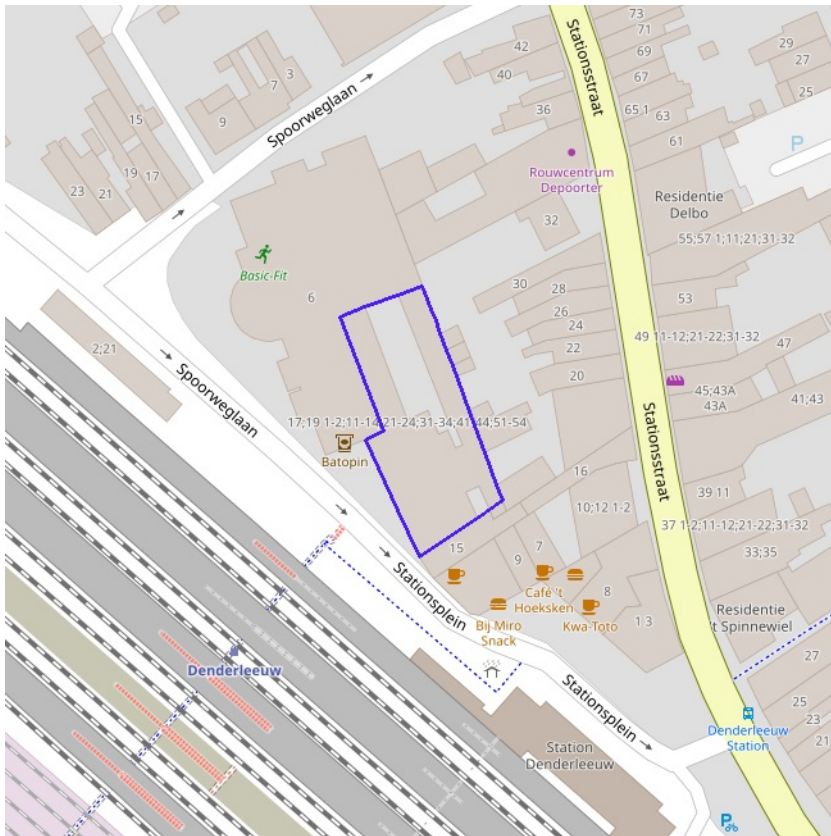 73
71
69
67
65 1
63
61
42
40
36
Stationsstraat
29
27
25
P
3
7
9
15
19
17
23
21
Spoorweglaan
Rouwcentrum
Depoorter
32
Residentie
Delbo
55;57 1;11;21;31-32
Basic-Fit
6
30
28
26
24
22
20
53
49 11-12;21-22;31-32
47
45;43A
43A
41;43
2;21
Spoorweglaan
17;19 1-2;11-14;21-24;31-34;41-44;51-54
Batopin
Stationsstraat
16
10;12 1-2
39 11
37 1-2;11-12;21-22;31-32
33;35
15
9
7
8
1 3
Café 't
Hoeksken
Bij Miro
Snack
Kwa-Toto
Stationsplein
Residentie
't Spinnewiel
27
25
23
21
Denderleeuw
Stationsplein
Station
Denderleeuw
Denderleeuw
Station
P